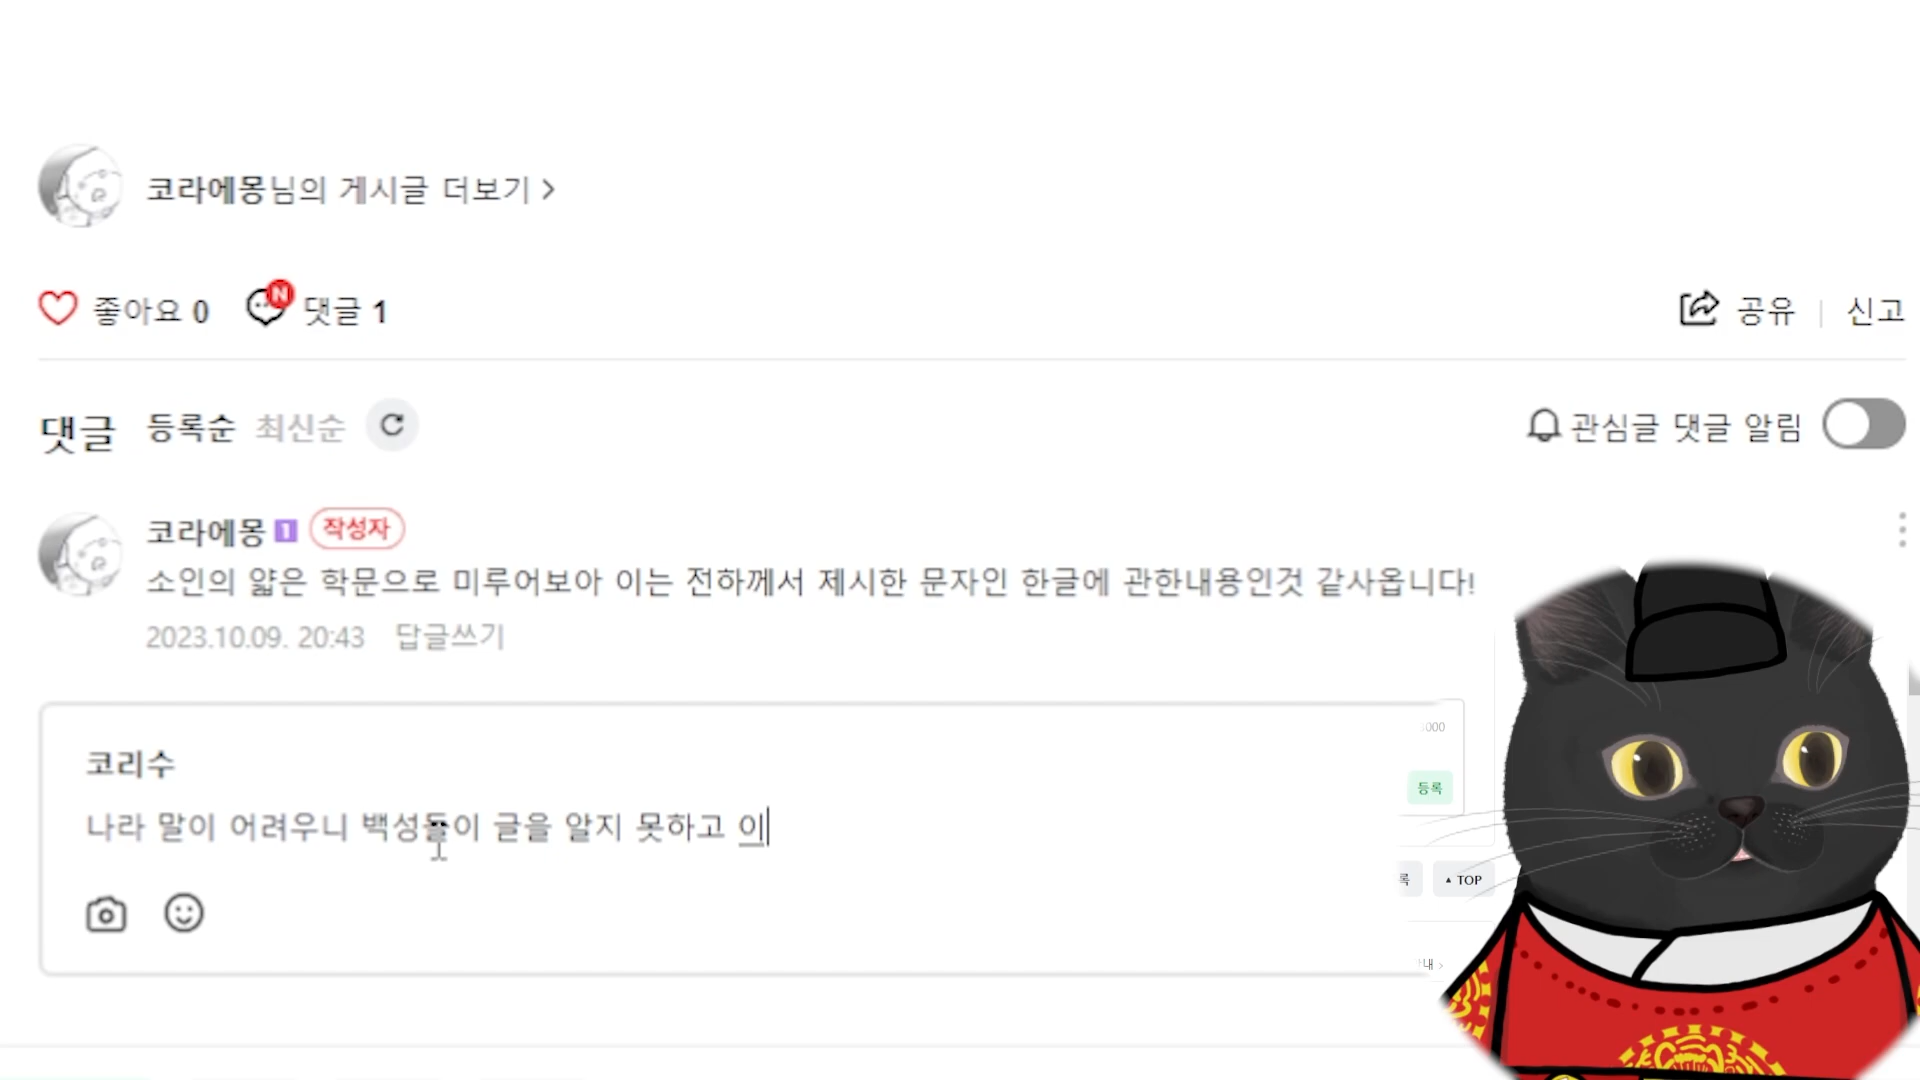 코라에몽님의 게시글 더보기 >
좋아요 0 N 댓글 1 공유 | 신고
댓글 등록순 최신순 관심글 댓글 알림
코라에몽 1 작성자
소인의 얇은 학문으로 미루어보아 이는 전하께서 제시한 문자인 한글에 관한내용인것 같사옵니다!
2023.10.09. 20:43 답글쓰기
코리수
000
등록
나라 말이 어려우니 백성들이 글을 알지 못하고 이
록 ▲ TOP
내 >